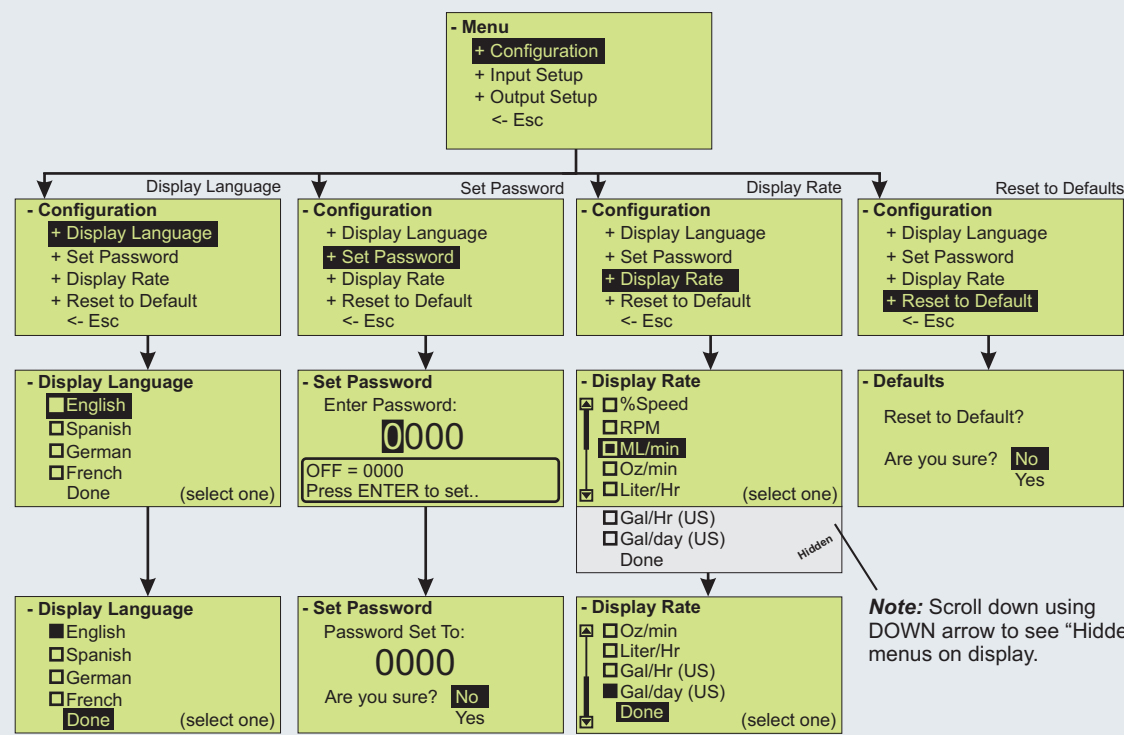 - Menu
+ Configuration
+ Input Setup
+ Output Setup
<- Esc
Display Language
- Configuration
+ Display Language
+ Set Password
+ Display Rate
+ Reset to Default
<- Esc
- Display Language
English
Spanish
German
French
Done (select one)
- Display Language
English
Spanish
German
French
Done (select one)
Set Password
- Configuration
+ Display Language
+ Set Password
+ Display Rate
+ Reset to Default
<- Esc
- Set Password
Enter Password:
0000
OFF = 0000
Press ENTER to set..
- Set Password
Password Set To:
0000
Are you sure? No
Yes
Display Rate
- Configuration
+ Display Language
+ Set Password
+ Display Rate
+ Reset to Default
<- Esc
- Display Rate
%Speed
RPM
ML/min
Oz/min
Liter/Hr (select one)
Gal/Hr (US)
Gal/day (US)
Done
Hidden
- Display Rate
Oz/min
Liter/Hr
Gal/Hr (US)
Gal/day (US)
Done (select one)
Reset to Defaults
- Configuration
+ Display Language
+ Set Password
+ Display Rate
+ Reset to Default
<- Esc
- Defaults
Reset to Default?
Are you sure? No
Yes
Note: Scroll down using
DOWN arrow to see "Hidde
menus on display.